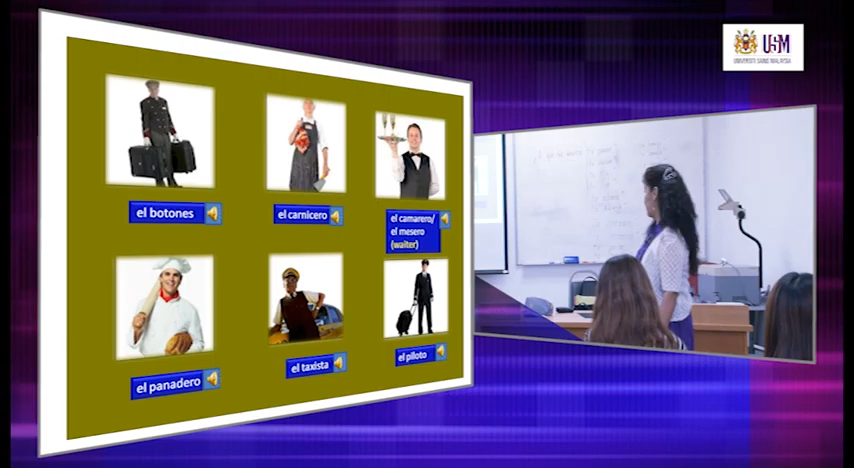 USM
UNIVERSITI SAINS MALAYSIA
el botones
el carnicero
el camarero/
el mesero
(waiter)
el panadero
el taxista
el piloto